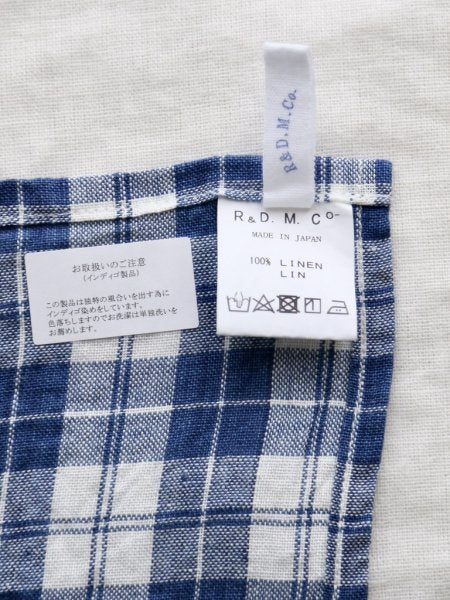 R&D.M.Co.
R&D.M.Co-
MADE IN JAPAN
100% LINEN
LIN
お取扱いのご注意
(インディゴ製品)
この製品は独特の風合いを出す為に
インディゴ染めをしています。
色落ちしますのでお洗濯は単独洗いを
お薦めします。